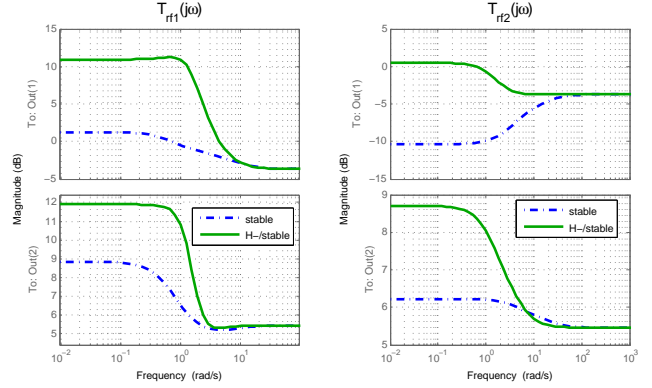 T_rf1(jω)
To: Out(1)
15
10
5
0
−5
Magnitude (dB)
To: Out(2)
12
11
10
9
8
7
6
5
stable
H−/stable
10^−2
10^−1
10^0
10^1
Frequency (rad/s)
T_rf2(jω)
To: Out(1)
5
0
−5
−10
−15
Magnitude (dB)
To: Out(2)
9
8
7
6
5
stable
H−/stable
10^−2
10^−1
10^0
10^1
10^2
10^3
Frequency (rad/s)